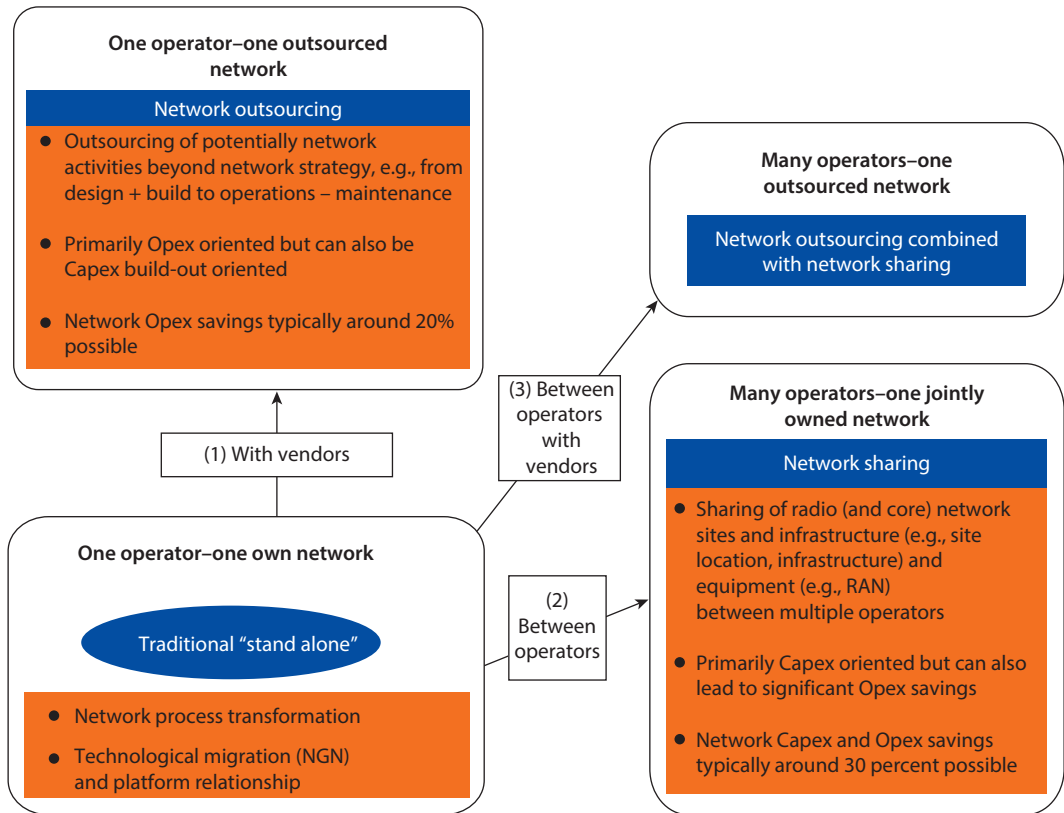 One operator–one outsourced
network
Network outsourcing
● Outsourcing of potentially network
activities beyond network strategy, e.g., from
design + build to operations – maintenance
● Primarily Opex oriented but can also be
Capex build-out oriented
● Network Opex savings typically around 20%
possible
Many operators–one
outsourced network
Network outsourcing combined
with network sharing
(1) With vendors
(3) Between
operators
with
vendors
Many operators–one jointly
owned network
Network sharing
● Sharing of radio (and core) network
sites and infrastructure (e.g., site
location, infrastructure) and
equipment (e.g., RAN)
between multiple operators
● Primarily Capex oriented but can also
lead to significant Opex savings
● Network Capex and Opex savings
typically around 30 percent possible
(2)
Between
operators
One operator–one own network
Traditional “stand alone”
● Network process transformation
● Technological migration (NGN)
and platform relationship